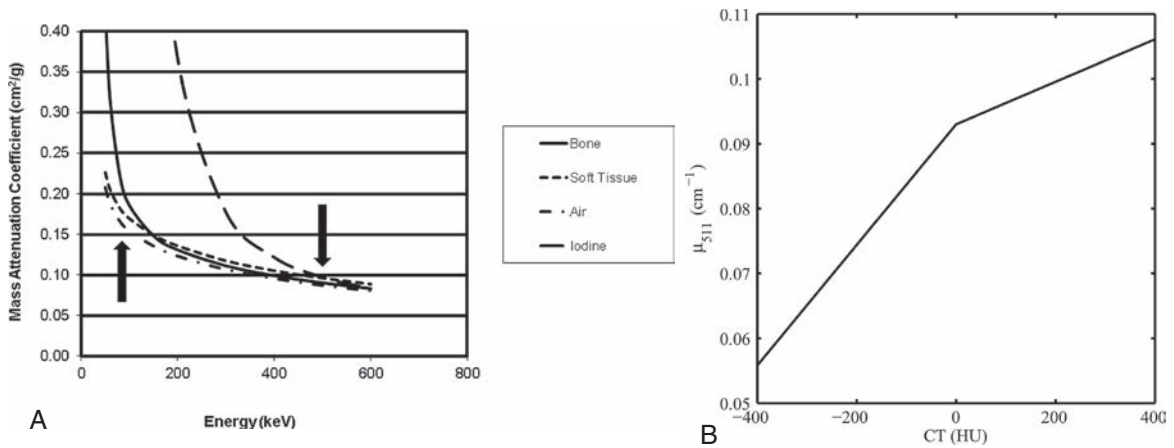 Mass Attenuation Coefficient (cm²/g)
0.40
0.35
0.30
0.25
0.20
0.15
0.10
0.05
0.00
0
200
400
600
800
Energy (keV)
A
Bone
Soft Tissue
Air
Iodine
μ₅₁₁ (cm⁻¹)
0.11
0.1
0.09
0.08
0.07
0.06
0.05
−400
−200
0
200
400
CT (HU)
B